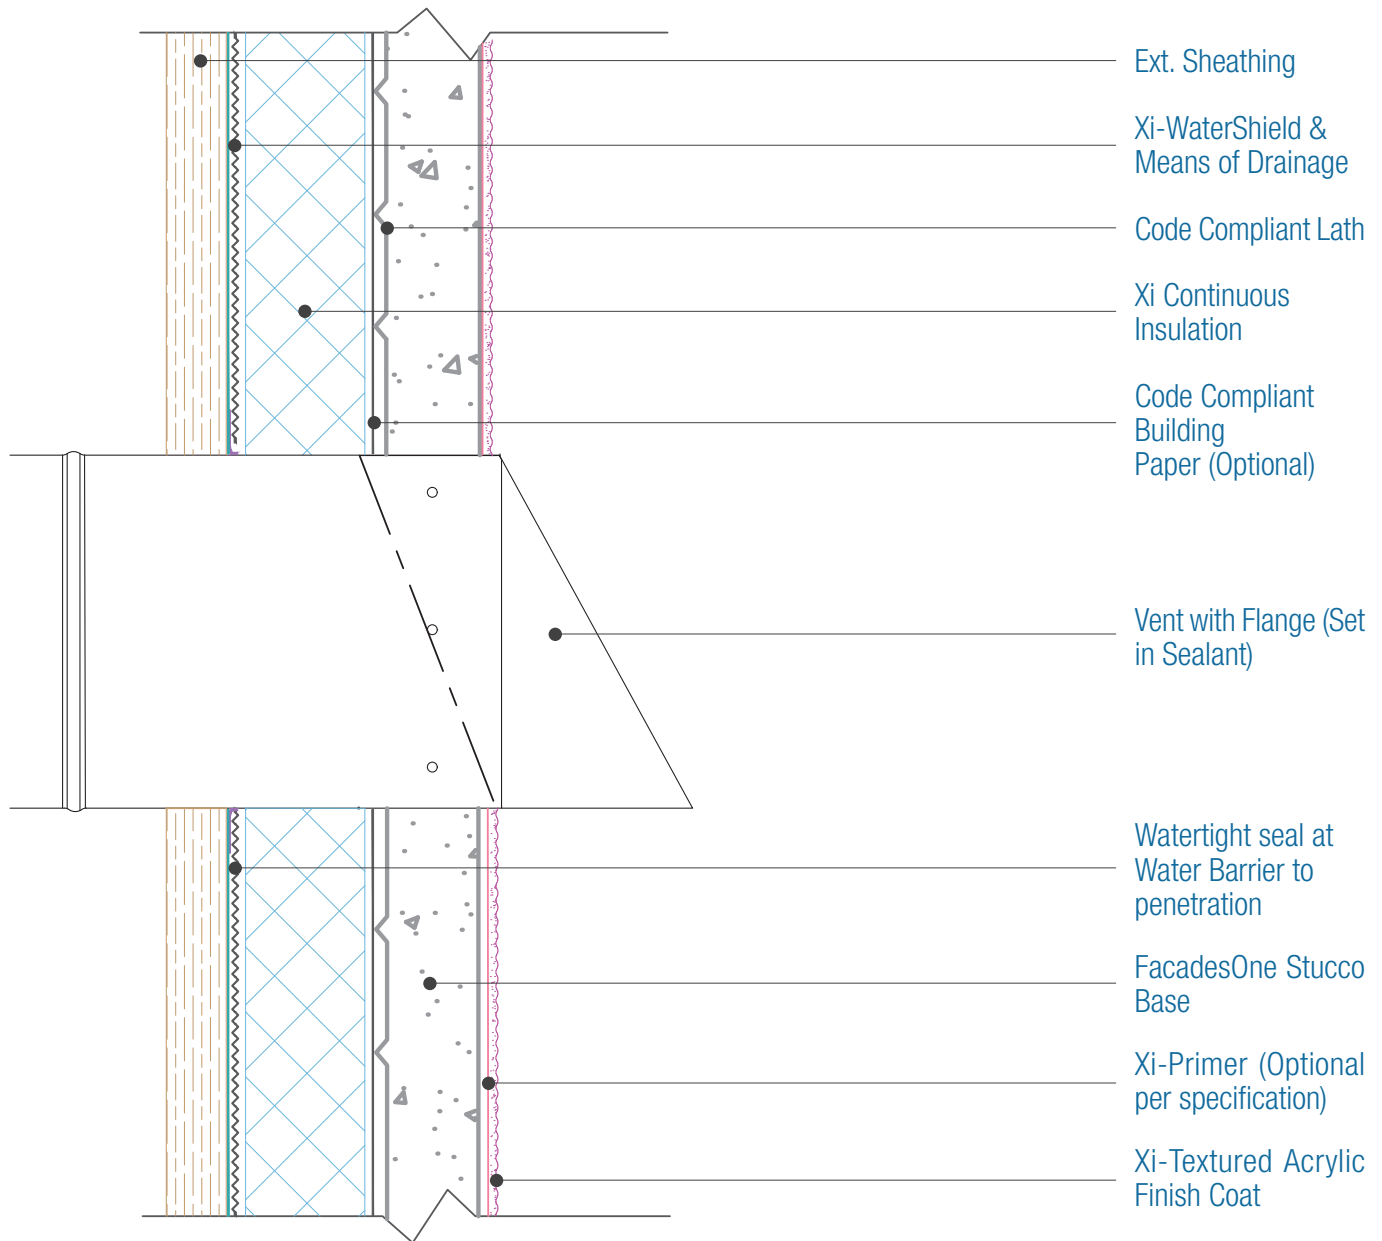 Ext. Sheathing
Xi-WaterShield &
Means of Drainage
Code Compliant Lath
Xi Continuous
Insulation
Code Compliant
Building
Paper (Optional)
Vent with Flange (Set
in Sealant)
Watertight seal at
Water Barrier to
penetration
FacadesOne Stucco
Base
Xi-Primer (Optional
per specification)
Xi-Textured Acrylic
Finish Coat